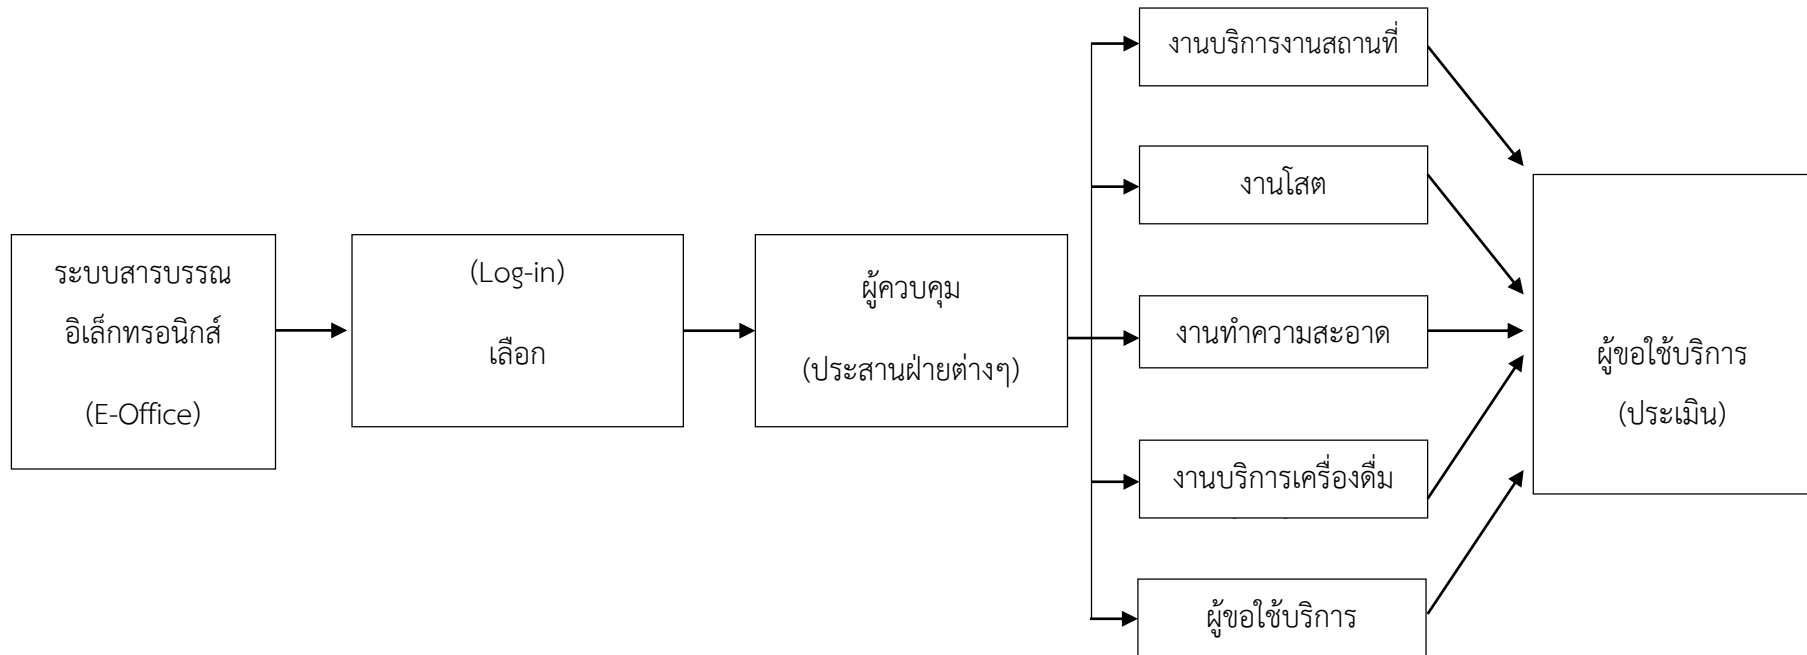 ระบบสารบรรณ
อิเล็กทรอนิกส์
(E-Office)
(Log-in)
เลือก
ผู้ควบคุม
(ประสานฝ่ายต่างๆ)
งานบริการงานสถานที่
งานโสต
งานทำความสะอาด
งานบริการเครื่องดื่ม
ผู้ขอใช้บริการ
ผู้ขอใช้บริการ
(ประเมิน)